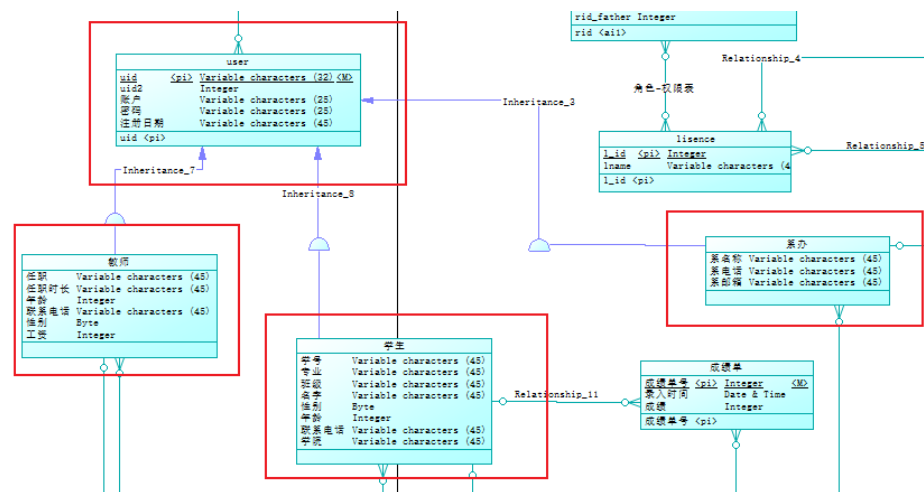 rid_father Integer
rid <ai1>
Relationship_4
角色-权限表
user
uid <pi> Variable characters (32) <M>
uid2 Integer
账户 Variable characters (25)
密码 Variable characters (25)
注册日期 Variable characters (45)
uid <pi>
Inheritance_3
lisence
l_id <pi> Integer
lname Variable characters (4
l_id <pi>
Relationship_5
Inheritance_7
Inheritance_8
教师
任职 Variable characters (45)
任职时长 Variable characters (45)
年龄 Integer
联系电话 Variable characters (45)
性别 Byte
工资 Integer
系办
系名称 Variable characters (45)
系电话 Variable characters (45)
系邮箱 Variable characters (45)
学生
学号 Variable characters (45)
专业 Variable characters (45)
班级 Variable characters (45)
名字 Variable characters (45)
性别 Byte
年龄 Integer
联系电话 Variable characters (45)
学院 Variable characters (45)
Relationship_11
成绩单
成绩单号 <pi> Integer <M>
录入时间 Date & Time
成绩 Integer
成绩单号 <pi>